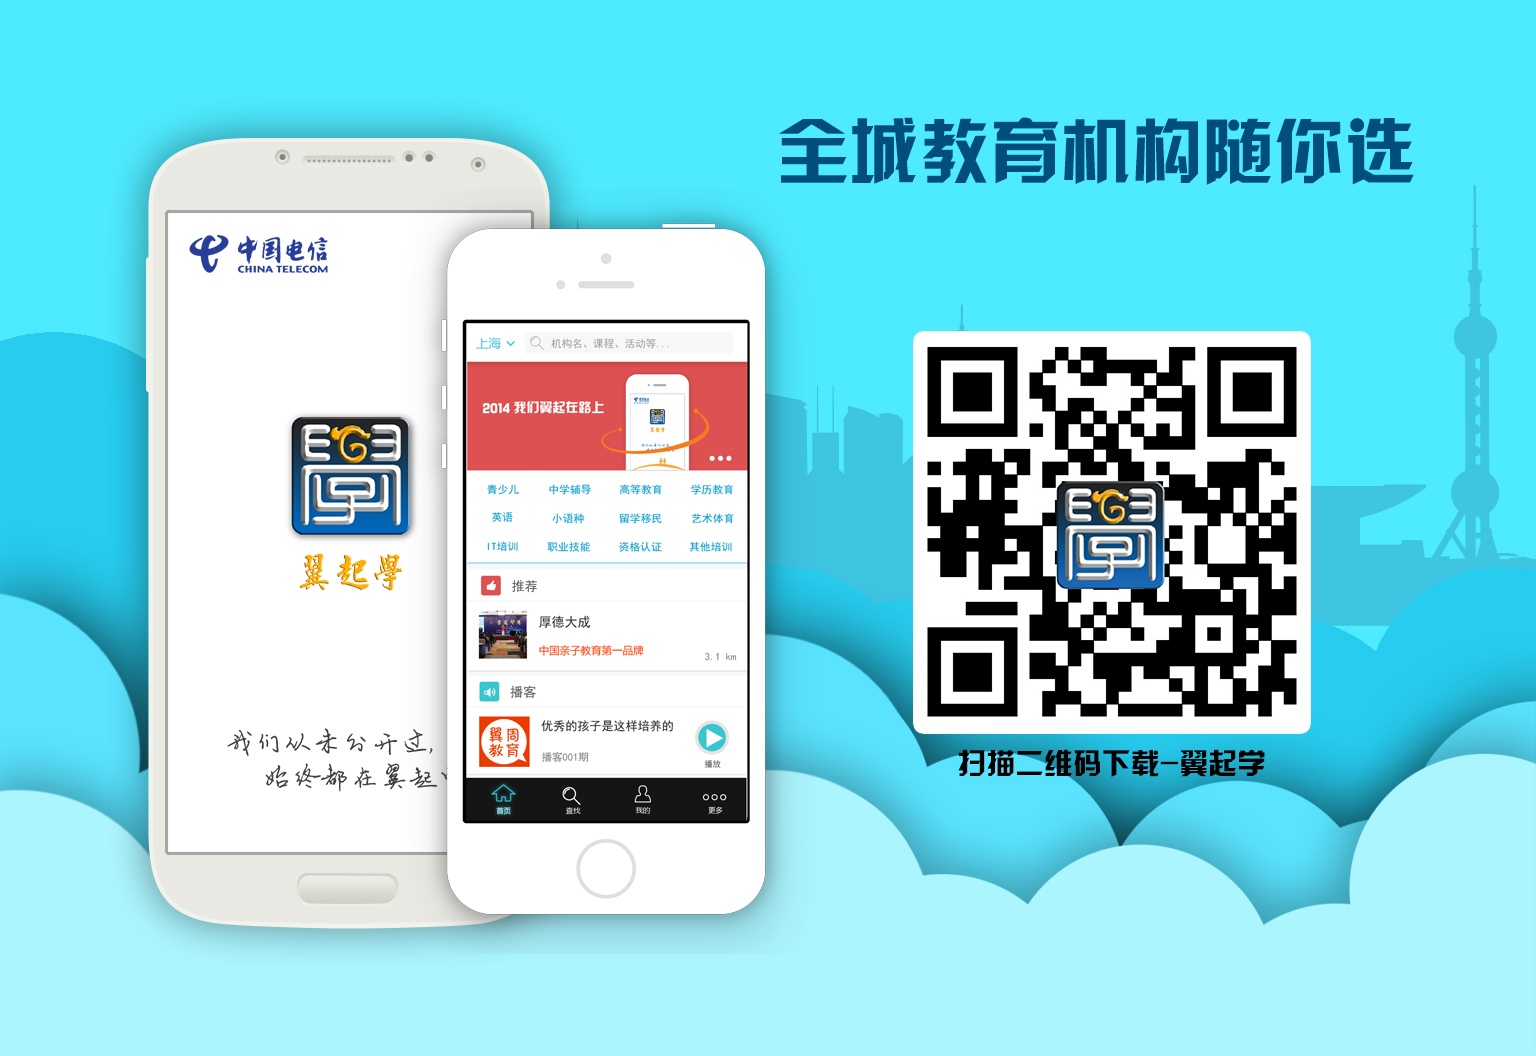 全城教育机构随你选
中国电信
CHINA TELECOM
翼起學
我们从未分开过,
始终都在翼起
上海
机构名、课程、活动等...
2014 我们翼起在路上
翼起學
青少儿 中学辅导 高等教育 学历教育
英语 小语种 留学移民 艺术体育
IT培训 职业技能 资格认证 其他培训
推荐
厚德大成
中国亲子教育第一品牌
3.1 km
播客
翼周
教育
优秀的孩子是这样培养的
播客001期
播放
首页 查找 我的 更多
扫描二维码下载-翼起学